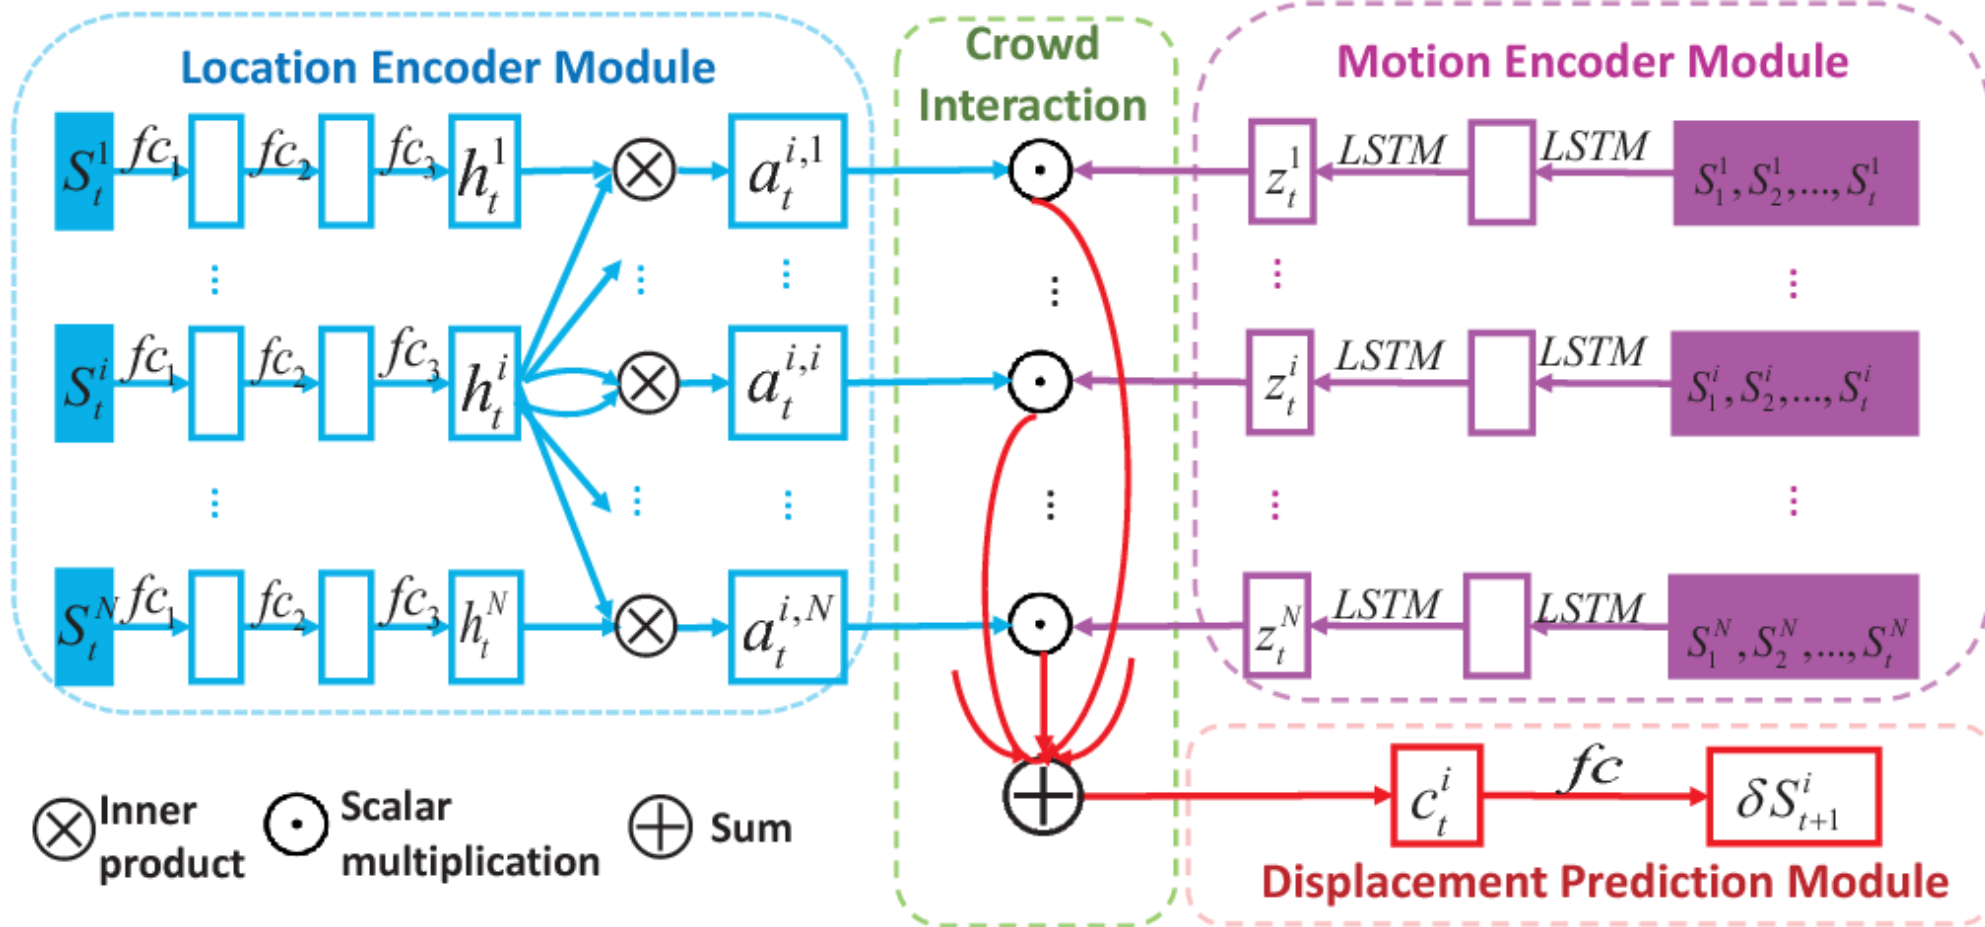 Location Encoder Module
Crowd
Interaction
Motion Encoder Module
S_t^1 fc_1 fc_2 fc_3 h_t^1 ⊗ a_t^{i,1} ⊙ z_t^1 LSTM LSTM S_1^1, S_2^1, ..., S_t^1
⋮ ⋮ ⋮ ⋮ ⋮ ⋮
S_t^i fc_1 fc_2 fc_3 h_t^i ⊗ a_t^{i,i} ⊙ z_t^i LSTM LSTM S_1^i, S_2^i, ..., S_t^i
⋮ ⋮ ⋮ ⋮ ⋮ ⋮
S_t^N fc_1 fc_2 fc_3 h_t^N ⊗ a_t^{i,N} ⊙ z_t^N LSTM LSTM S_1^N, S_2^N, ..., S_t^N
⊕ c_t^i fc δS_{t+1}^i
Displacement Prediction Module
⊗ Inner
product
⊙ Scalar
multiplication
⊕ Sum